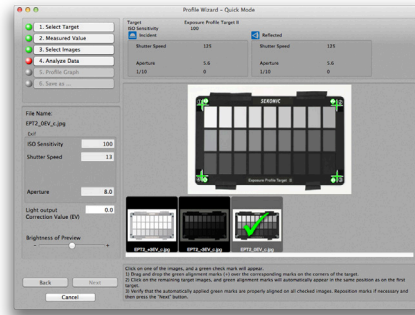 Profile Wizard – Quick Mode
1. Select Target
2. Measured Value
3. Select Images
4. Analyze Data
5. Profile Graph
6. Save as ...
Target Exposure Profile Target II
ISO Sensitivity 100
Incident
Reflected
Shutter Speed 125
Shutter Speed 125
Aperture 5.6
Aperture 5.6
1/10 0
1/10 0
File Name:
EPT2_0EV_c.jpg
Exif
ISO Sensitivity 100
Shutter Speed 13
Aperture 8.0
Light output 0.0
Correction Value (EV)
Brightness of Preview
Back
Next
Cancel
SEKONIC
Exposure Profile Target II
EPT2_+3EV_c.jpg
EPT2_-3EV_c.jpg
EPT2_0EV_c.jpg
Click on one of the images, and a green check mark will appear.
1) Drag and drop the green alignment marks (+) over the corresponding marks on the corners of the target.
2) Click on the remaining target images, and green alignment marks will automatically appear in the same position as on the first
target.
3) Verify that the automatically applied green marks are properly aligned on all checked images. Reposition marks if necessary and
then press the "Next" button.